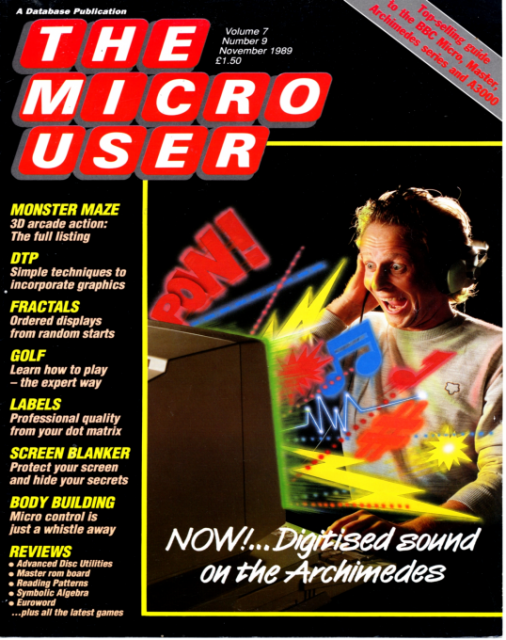 A Database Publication
THE
MICRO
USER
Volume 7
Number 9
November 1989
£1.50
Top-selling guide
to the BBC Micro, Master,
Archimedes series and A3000
MONSTER MAZE
3D arcade action:
The full listing
DTP
Simple techniques to
incorporate graphics
FRACTALS
Ordered displays
from random starts
GOLF
Learn how to play
– the expert way
LABELS
Professional quality
from your dot matrix
SCREEN BLANKER
Protect your screen
and hide your secrets
BODY BUILDING
Micro control is
just a whistle away
REVIEWS
● Advanced Disc Utilities
● Master rom board
● Reading Patterns
● Symbolic Algebra
● Euroword
...plus all the latest games
POW!
NOW!...Digitised sound
on the Archimedes